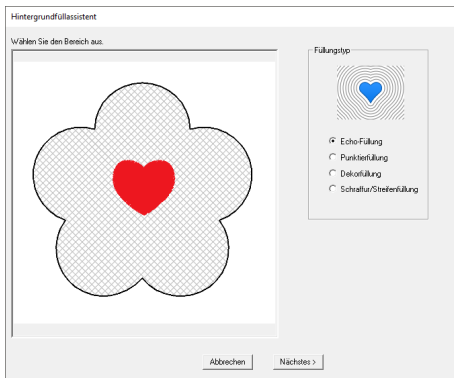 Hintergrundfüllassistent
Wählen Sie den Bereich aus.
Füllungstyp
Echo-Füllung
Punktierfüllung
Dekorfüllung
Schraffur/Streifenfüllung
Abbrechen
Nächstes >